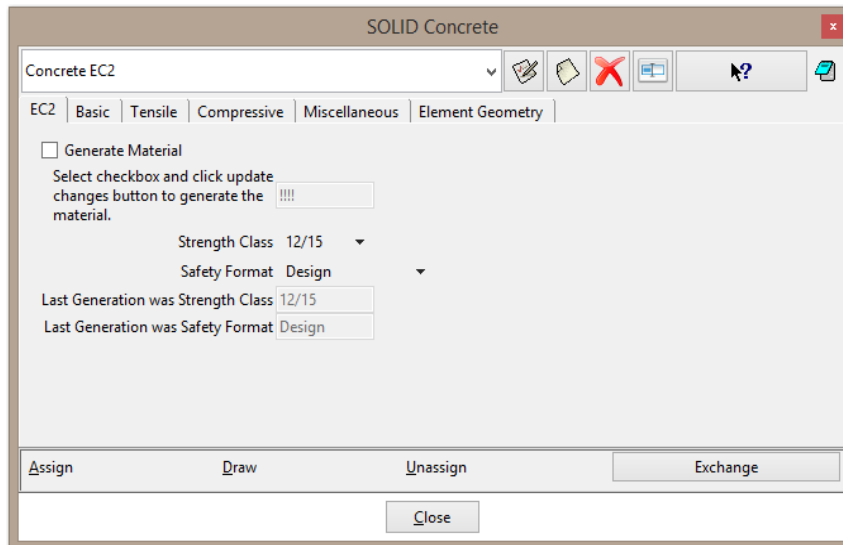 SOLID Concrete
x
Concrete EC2
?
EC2 Basic Tensile Compressive Miscellaneous Element Geometry
Generate Material
Select checkbox and click update
changes button to generate the
material.
!!!!
Strength Class 12/15
Safety Format Design
Last Generation was Strength Class 12/15
Last Generation was Safety Format Design
Assign Draw Unassign Exchange
Close